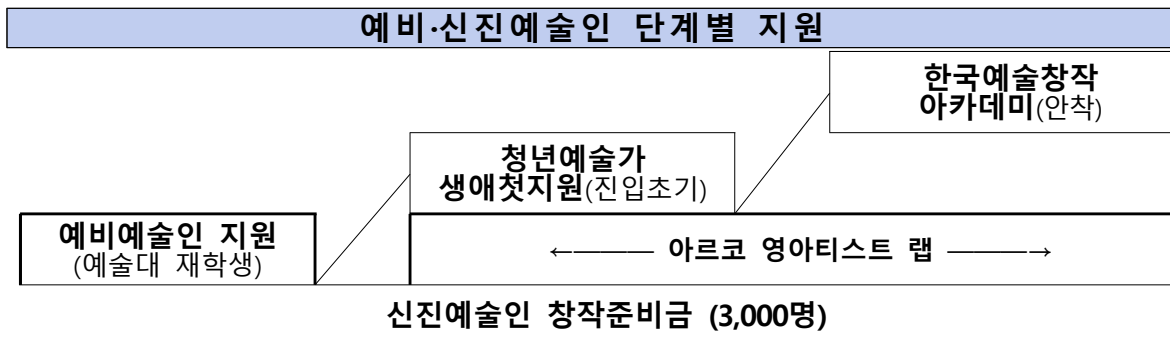 예비·신진예술인 단계별 지원
한국예술창작
아카데미(안착)
청년예술가
생애첫지원(진입초기)
예비예술인 지원
(예술대 재학생)
←──── 아르코 영아티스트 랩 ────→
신진예술인 창작준비금 (3,000명)